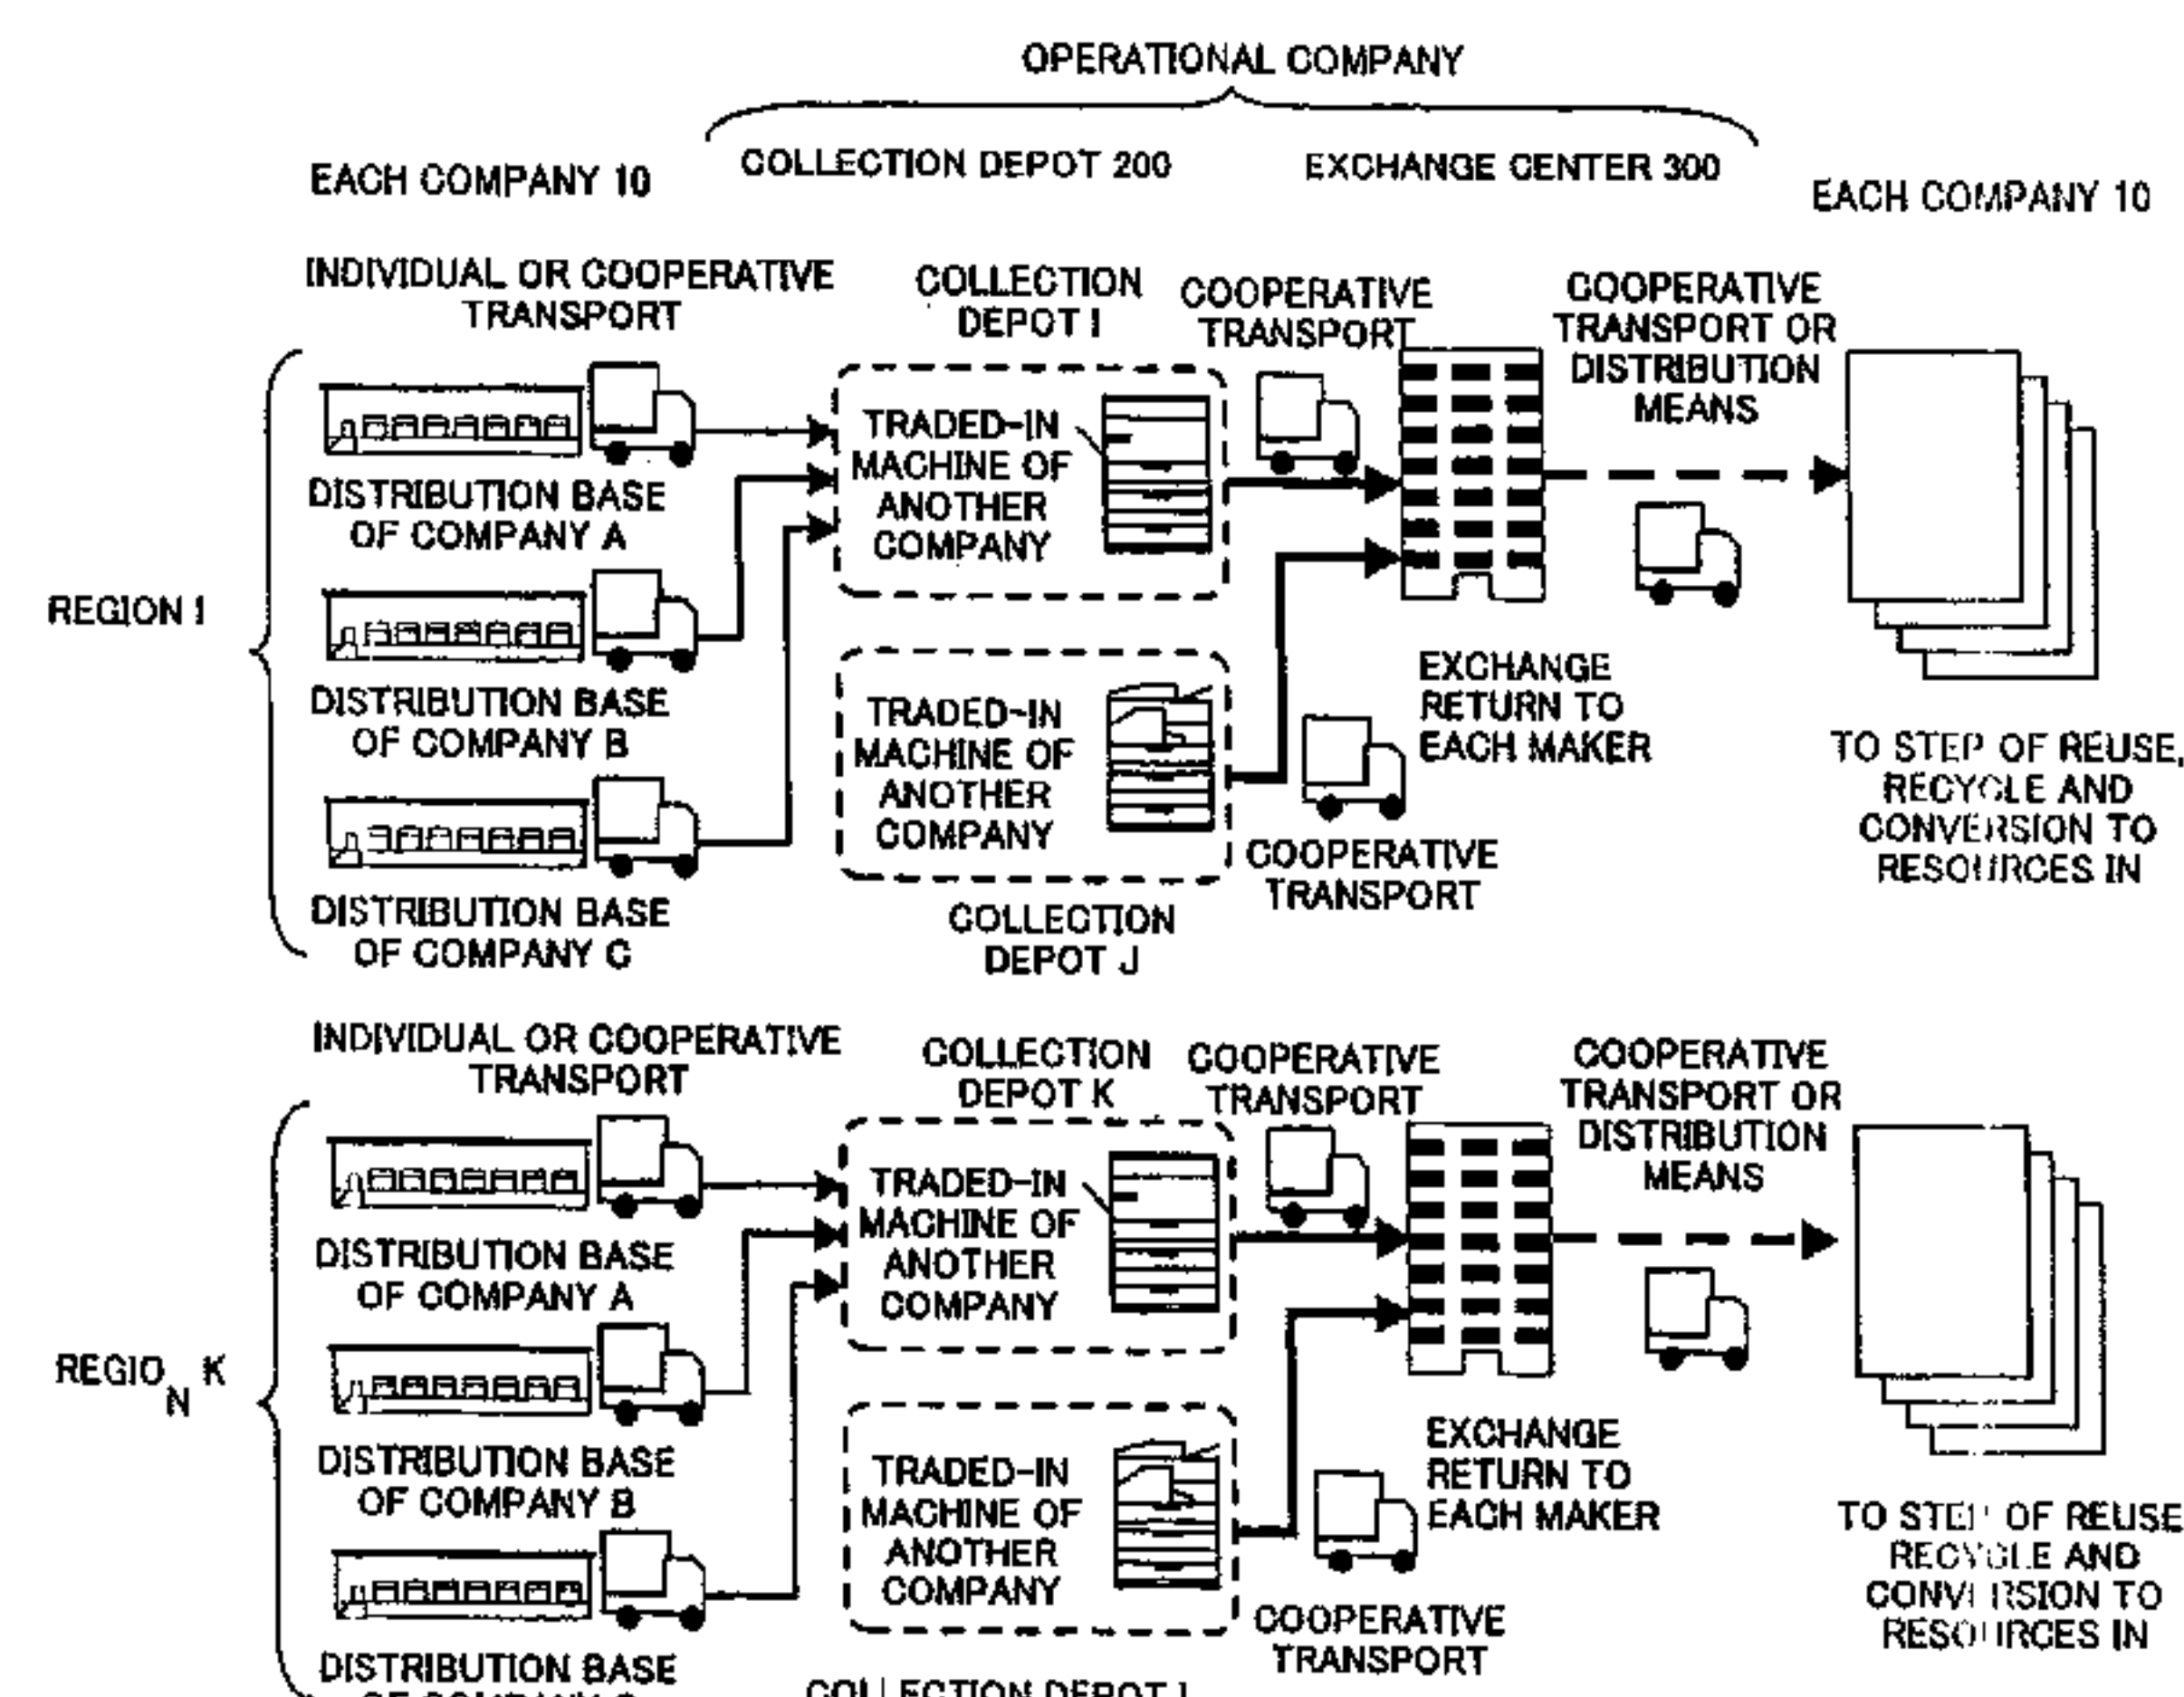 OPERATIONAL COMPANY
EACH COMPANY 10
COLLECTION DEPOT 200
EXCHANGE CENTER 300
EACH COMPANY 10
INDIVIDUAL OR COOPERATIVE
TRANSPORT
COLLECTION
DEPOT I
COOPERATIVE
TRANSPORT
COOPERATIVE
TRANSPORT OR
DISTRIBUTION
MEANS
REGION I
DISTRIBUTION BASE
OF COMPANY A
DISTRIBUTION BASE
OF COMPANY B
DISTRIBUTION BASE
OF COMPANY C
TRADED-IN
MACHINE OF
ANOTHER
COMPANY
TRADED-IN
MACHINE OF
ANOTHER
COMPANY
COLLECTION
DEPOT J
EXCHANGE
RETURN TO
EACH MAKER
COOPERATIVE
TRANSPORT
TO STEP OF REUSE,
RECYCLE AND
CONVERSION TO
RESOURCES IN
INDIVIDUAL OR COOPERATIVE
TRANSPORT
COLLECTION
DEPOT K
COOPERATIVE
TRANSPORT
COOPERATIVE
TRANSPORT OR
DISTRIBUTION
MEANS
REGION K
DISTRIBUTION BASE
OF COMPANY A
DISTRIBUTION BASE
OF COMPANY B
DISTRIBUTION BASE
TRADED-IN
MACHINE OF
ANOTHER
COMPANY
TRADED-IN
MACHINE OF
ANOTHER
COMPANY
COLLECTION DEPOT
EXCHANGE
RETURN TO
EACH MAKER
COOPERATIVE
TRANSPORT
TO STEP OF REUSE
RECYCLE AND
CONVERSION TO
RESOURCES IN